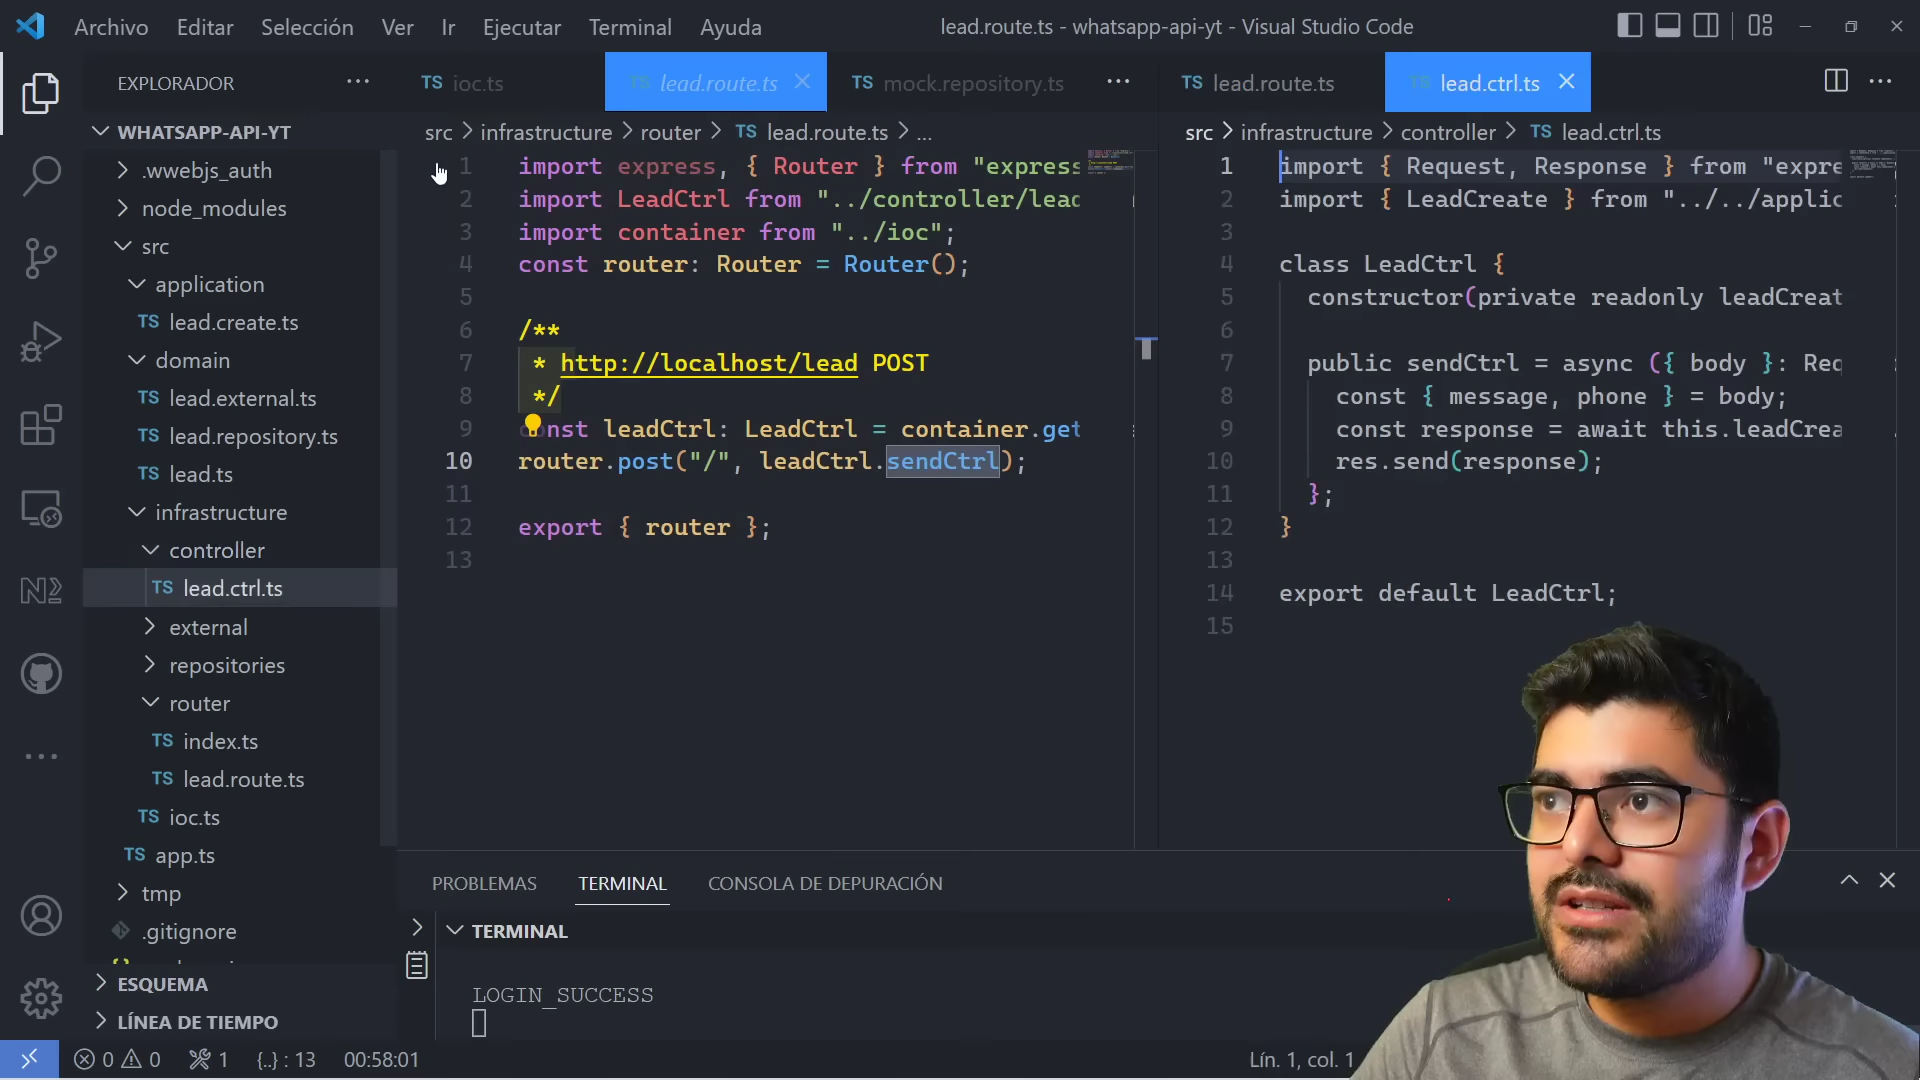 Archivo Editar Selección Ver Ir Ejecutar Terminal Ayuda
lead.route.ts - whatsapp-api-yt - Visual Studio Code
EXPLORADOR
WHATSAPP-API-YT
.wwebjs_auth
node_modules
src
application
TS lead.create.ts
domain
TS lead.external.ts
TS lead.repository.ts
TS lead.ts
infrastructure
controller
TS lead.ctrl.ts
external
repositories
router
TS index.ts
TS lead.route.ts
TS ioc.ts
TS app.ts
tmp
.gitignore
ESQUEMA
LÍNEA DE TIEMPO
TS ioc.ts TS lead.route.ts TS mock.repository.ts
src > infrastructure > router > TS lead.route.ts > ...
1 import express, { Router } from "express
2 import LeadCtrl from "../controller/lead
3 import container from "../ioc";
4 const router: Router = Router();
5
6 /**
7 * http://localhost/lead POST
8 */
9 const leadCtrl: LeadCtrl = container.get
10 router.post("/", leadCtrl.sendCtrl);
11
12 export { router };
13
TS lead.route.ts TS lead.ctrl.ts
src > infrastructure > controller > TS lead.ctrl.ts
1 import { Request, Response } from "expre
2 import { LeadCreate } from "../../applic
3
4 class LeadCtrl {
5 constructor(private readonly leadCreat
6
7 public sendCtrl = async ({ body }: Req
8 const { message, phone } = body;
9 const response = await this.leadCrea
10 res.send(response);
11 };
12 }
13
14 export default LeadCtrl;
15
PROBLEMAS TERMINAL CONSOLA DE DEPURACIÓN
TERMINAL
LOGIN_SUCCESS
0 0 1 {..} : 13 00:58:01 Lín. 1, col. 1